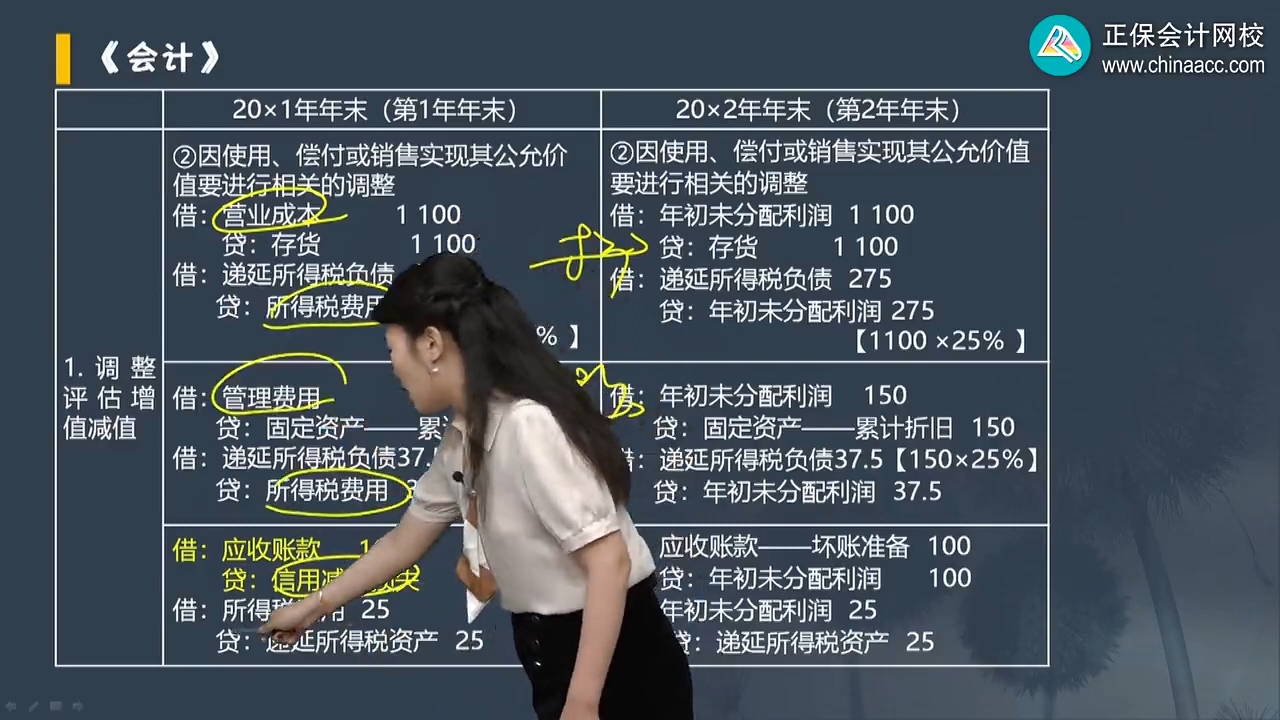 《会计》
正保会计网校
www.chinaacc.com
20×1年年末（第1年年末）
20×2年年末（第2年年末）
1. 调整
评估增
值减值
②因使用、偿付或销售实现其公允价
值要进行相关的调整
借：营业成本 1 100
贷：存货 1 100
借：递延所得税负债
贷：所得税费用
% 】
②因使用、偿付或销售实现其公允价值
要进行相关的调整
借：年初未分配利润 1 100
贷：存货 1 100
借：递延所得税负债 275
贷：年初未分配利润 275
【1100 ×25% 】
借：管理费用
贷：固定资产——累
借：递延所得税负债37.
贷：所得税费用
借：年初未分配利润 150
贷：固定资产——累计折旧 150
借：递延所得税负债37.5【150×25%】
贷：年初未分配利润 37.5
借：应收账款
贷：信用减 损失
借：所得税费用 25
贷：递延所得税资产 25
应收账款——坏账准备 100
贷：年初未分配利润 100
年初未分配利润 25
贷：递延所得税资产 25